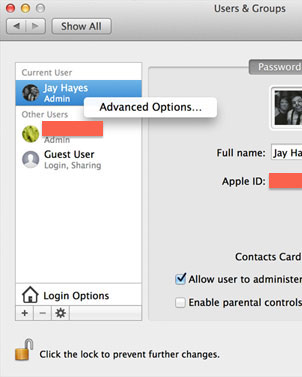 Users & Groups
Show All
Current User
Password
Jay Hayes
Admin
Advanced Options...
Other Users
Admin
Guest User
Login, Sharing
Full name: Jay Ha
Apple ID:
Contacts Card
Allow user to administer
Enable parental controls
Login Options
+ −
Click the lock to prevent further changes.